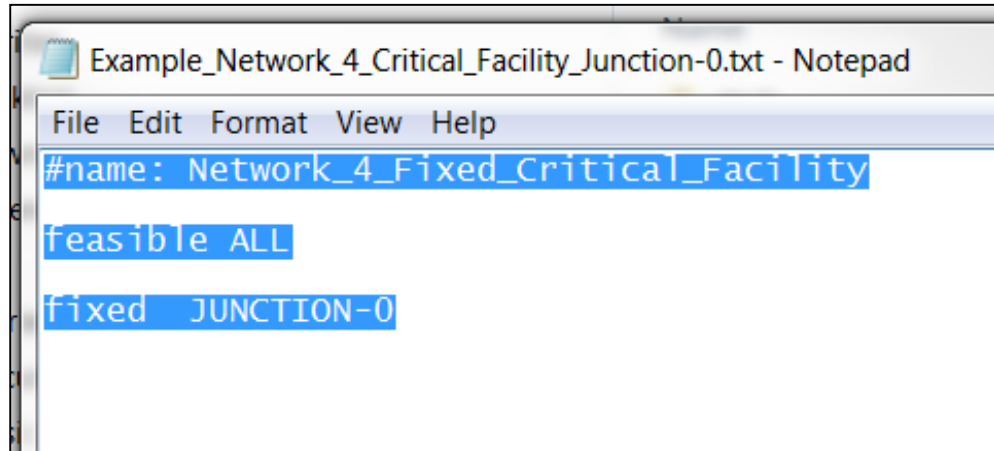 Example_Network_4_Critical_Facility_Junction-0.txt - Notepad
File Edit Format View Help
#name: Network_4_Fixed_Critical_Facility
feasible ALL
fixed  JUNCTION-0